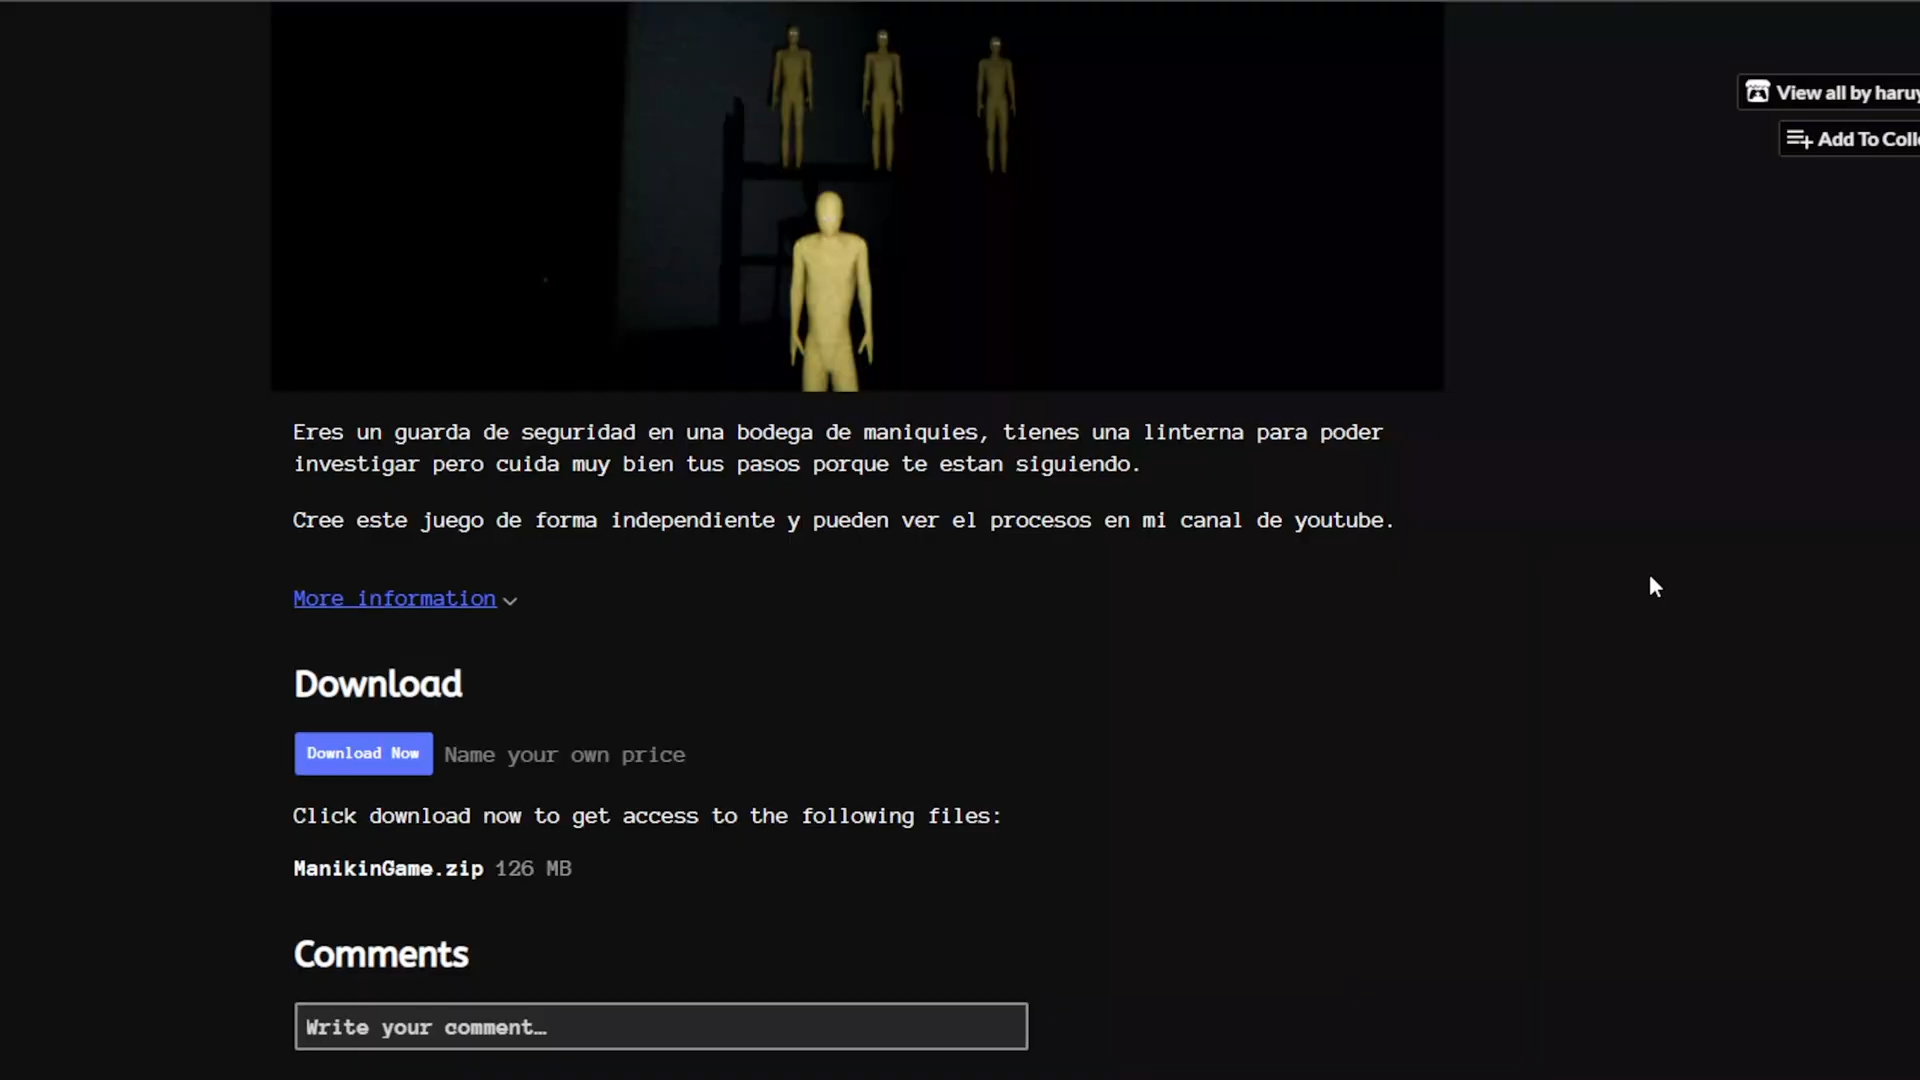 View all by
Add To
Eres un guarda de seguridad en una bodega de maniquies, tienes una linterna para poder
investigar pero cuida muy bien tus pasos porque te estan siguiendo.
Cree este juego de forma independiente y pueden ver el procesos en mi canal de youtube.
More information
Download
Download Now Name your own price
Click download now to get access to the following files:
ManikinGame.zip 126 MB
Comments
Write your comment…